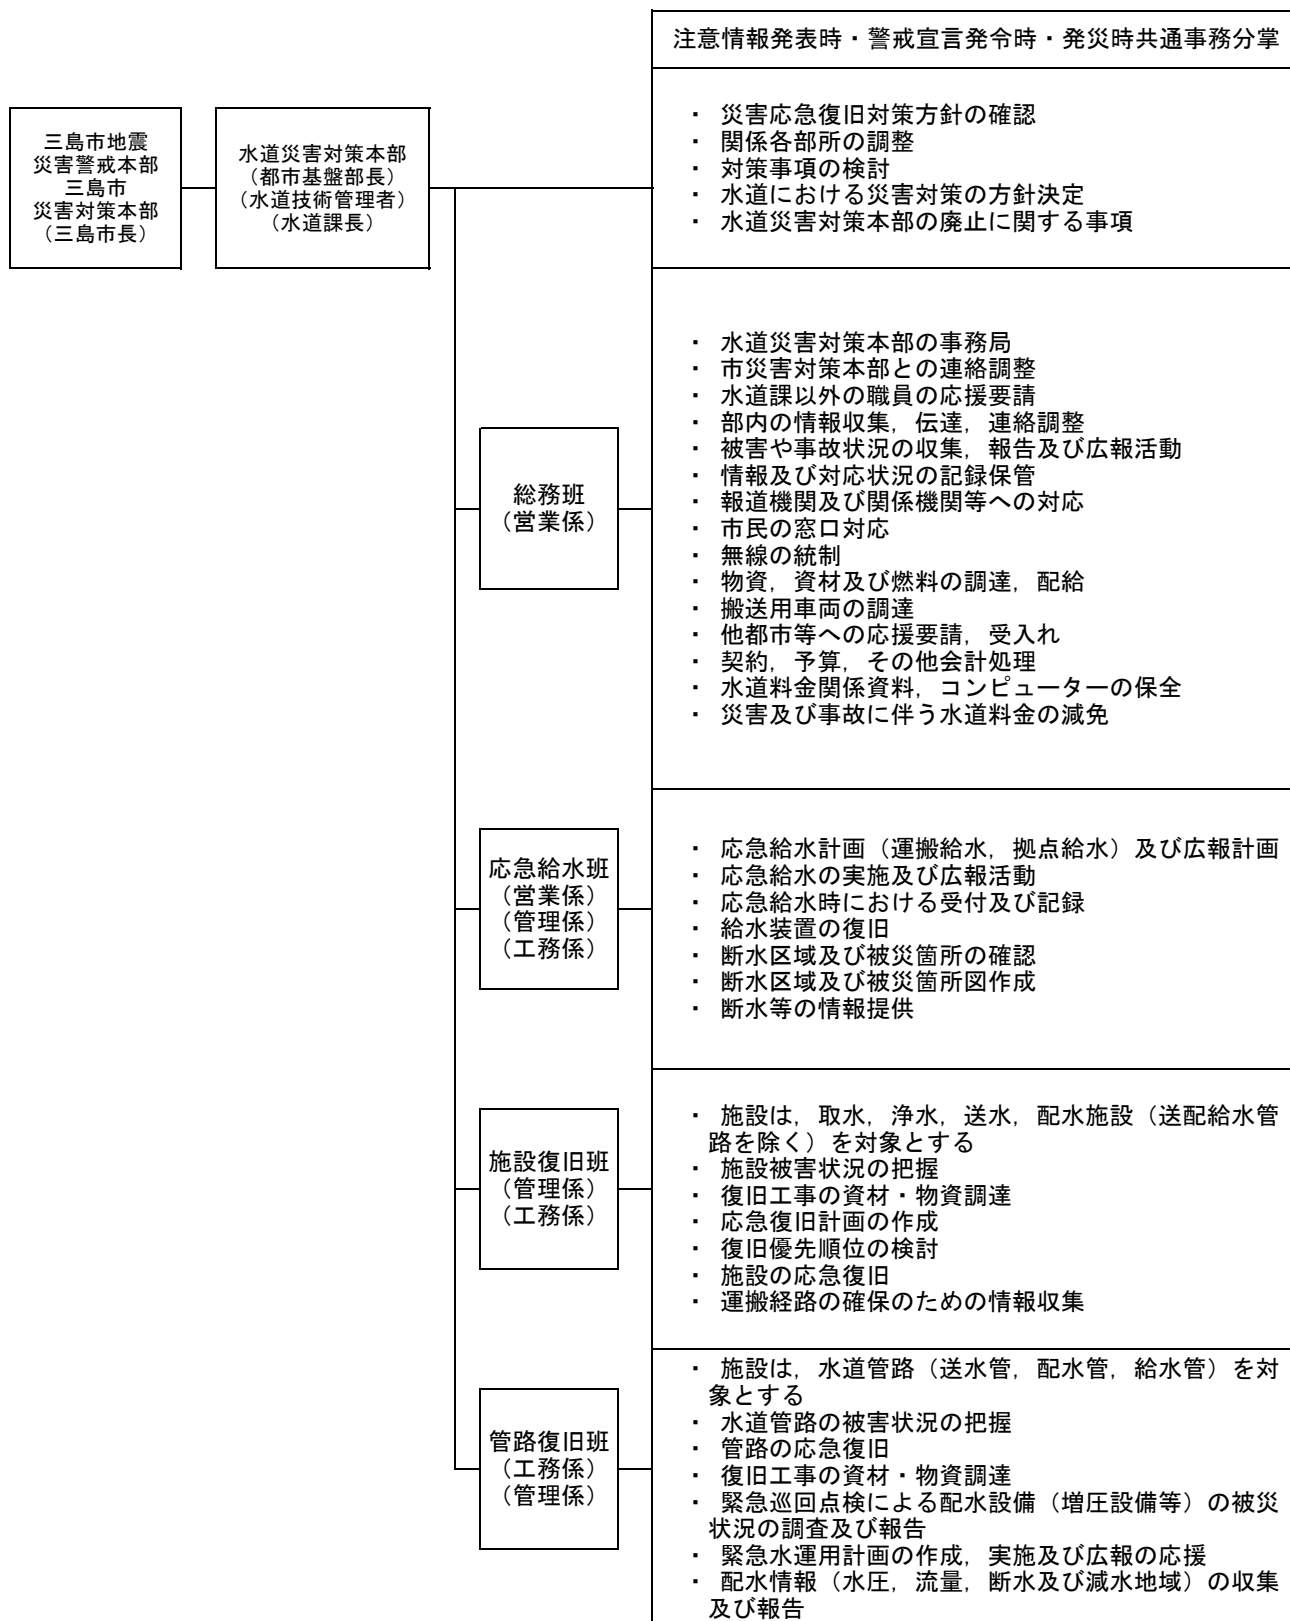 注意情報発表時・警戒宣言発令時・発災時共通事務分掌
三島市地震
災害警戒本部
三島市
災害対策本部
（三島市長）
水道災害対策本部
（都市基盤部長）
（水道技術管理者）
（水道課長）
・ 災害応急復旧対策方針の確認
・ 関係各部所の調整
・ 対策事項の検討
・ 水道における災害対策の方針決定
・ 水道災害対策本部の廃止に関する事項
総務班
（営業係）
・ 水道災害対策本部の事務局
・ 市災害対策本部との連絡調整
・ 水道課以外の職員の応援要請
・ 部内の情報収集，伝達，連絡調整
・ 被害や事故状況の収集，報告及び広報活動
・ 情報及び対応状況の記録保管
・ 報道機関及び関係機関等への対応
・ 市民の窓口対応
・ 無線の統制
・ 物資，資材及び燃料の調達，配給
・ 搬送用車両の調達
・ 他都市等への応援要請，受入れ
・ 契約，予算，その他会計処理
・ 水道料金関係資料，コンピューターの保全
・ 災害及び事故に伴う水道料金の減免
応急給水班
（営業係）
（管理係）
（工務係）
・ 応急給水計画（運搬給水，拠点給水）及び広報計画
・ 応急給水の実施及び広報活動
・ 応急給水時における受付及び記録
・ 給水装置の復旧
・ 断水区域及び被災箇所の確認
・ 断水区域及び被災箇所図作成
・ 断水等の情報提供
施設復旧班
（管理係）
（工務係）
・ 施設は，取水，浄水，送水，配水施設（送配給水管
路を除く）を対象とする
・ 施設被害状況の把握
・ 復旧工事の資材・物資調達
・ 応急復旧計画の作成
・ 復旧優先順位の検討
・ 施設の応急復旧
・ 運搬経路の確保のための情報収集
管路復旧班
（工務係）
（管理係）
・ 施設は，水道管路（送水管，配水管，給水管）を対
象とする
・ 水道管路の被害状況の把握
・ 管路の応急復旧
・ 復旧工事の資材・物資調達
・ 緊急巡回点検による配水設備（増圧設備等）の被災
状況の調査及び報告
・ 緊急水運用計画の作成，実施及び広報の応援
・ 配水情報（水圧，流量，断水及び減水地域）の収集
及び報告